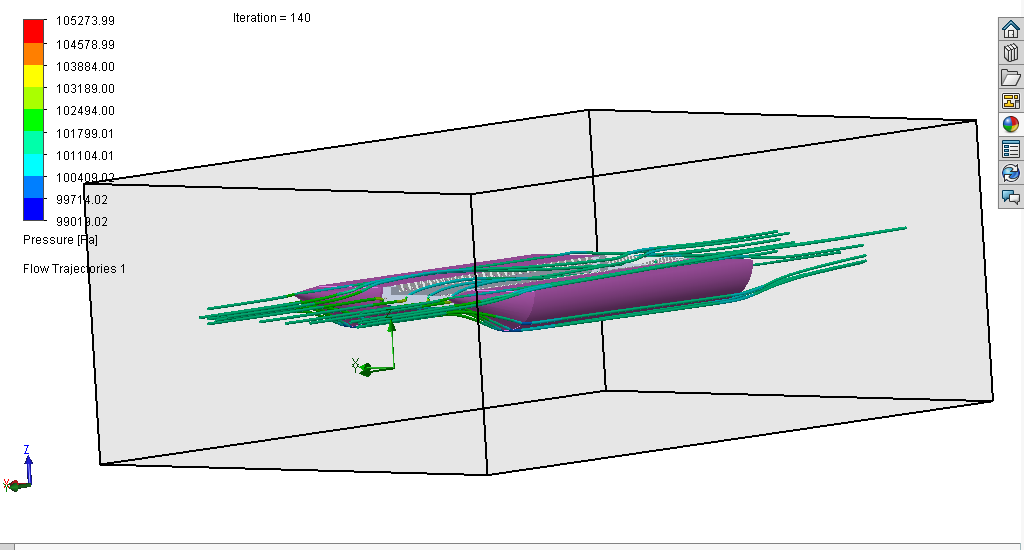 Iteration = 140
105273.99
104578.99
103884.00
103189.00
102494.00
101799.01
101104.01
100409.02
99714.02
99019.02
Pressure [Pa]
Flow Trajectories 1
Z